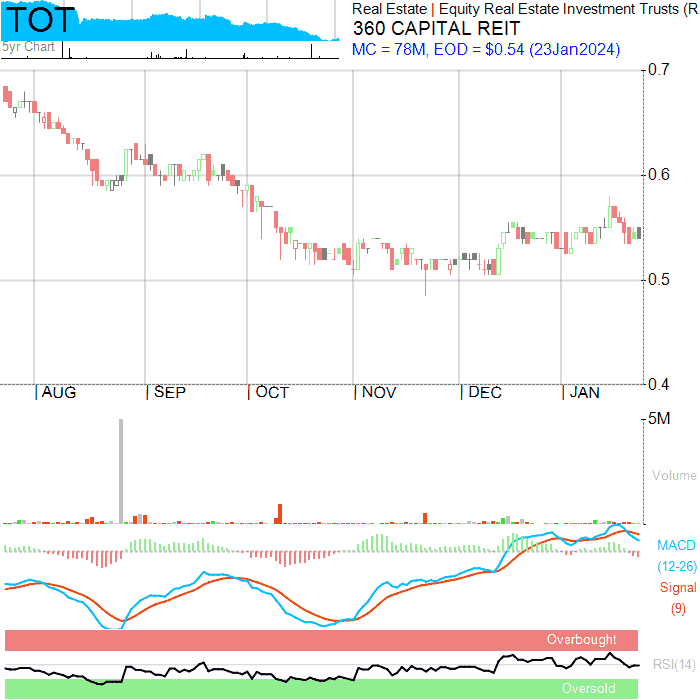 TOT
5yr Chart
Real Estate | Equity Real Estate Investment Trusts (R
360 CAPITAL REIT
MC = 78M, EOD = $0.54 (23Jan2024)
0.7
0.6
0.5
0.4
AUG
SEP
OCT
NOV
DEC
JAN
5M
Volume
MACD
(12-26)
Signal
(9)
Overbought
RSI(14)
Oversold